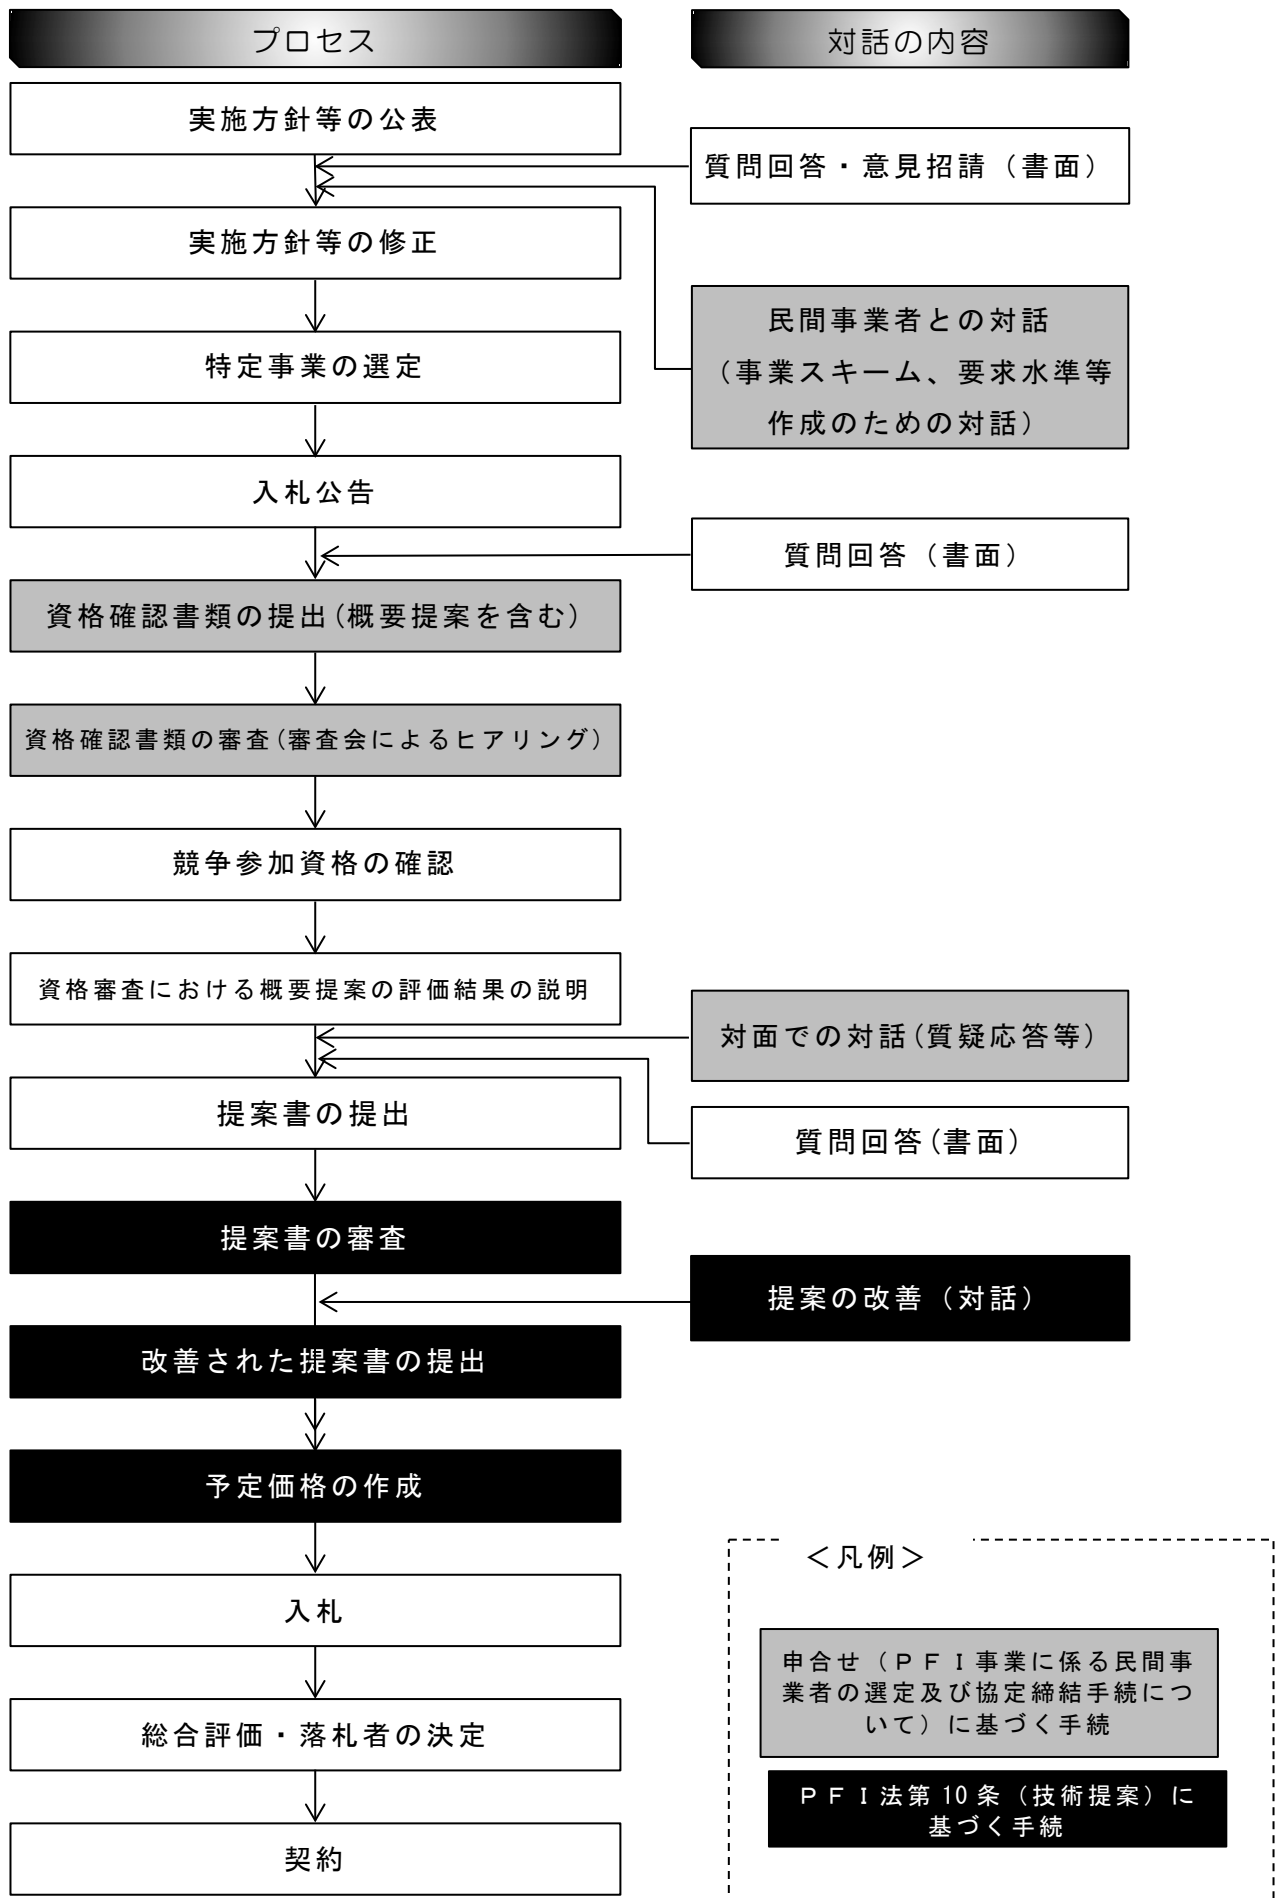 プロセス
対話の内容
実施方針等の公表
質問回答・意見招請（書面）
実施方針等の修正
民間事業者との対話
（事業スキーム、要求水準等
作成のための対話）
特定事業の選定
入札公告
質問回答（書面）
資格確認書類の提出(概要提案を含む)
資格確認書類の審査(審査会によるヒアリング)
競争参加資格の確認
資格審査における概要提案の評価結果の説明
対面での対話(質疑応答等)
提案書の提出
質問回答(書面)
提案書の審査
提案の改善（対話）
改善された提案書の提出
予定価格の作成
入札
総合評価・落札者の決定
契約
＜凡例＞
申合せ（ＰＦＩ事業に係る民間事
業者の選定及び協定締結手続につ
いて）に基づく手続
ＰＦＩ法第10条（技術提案）に
基づく手続